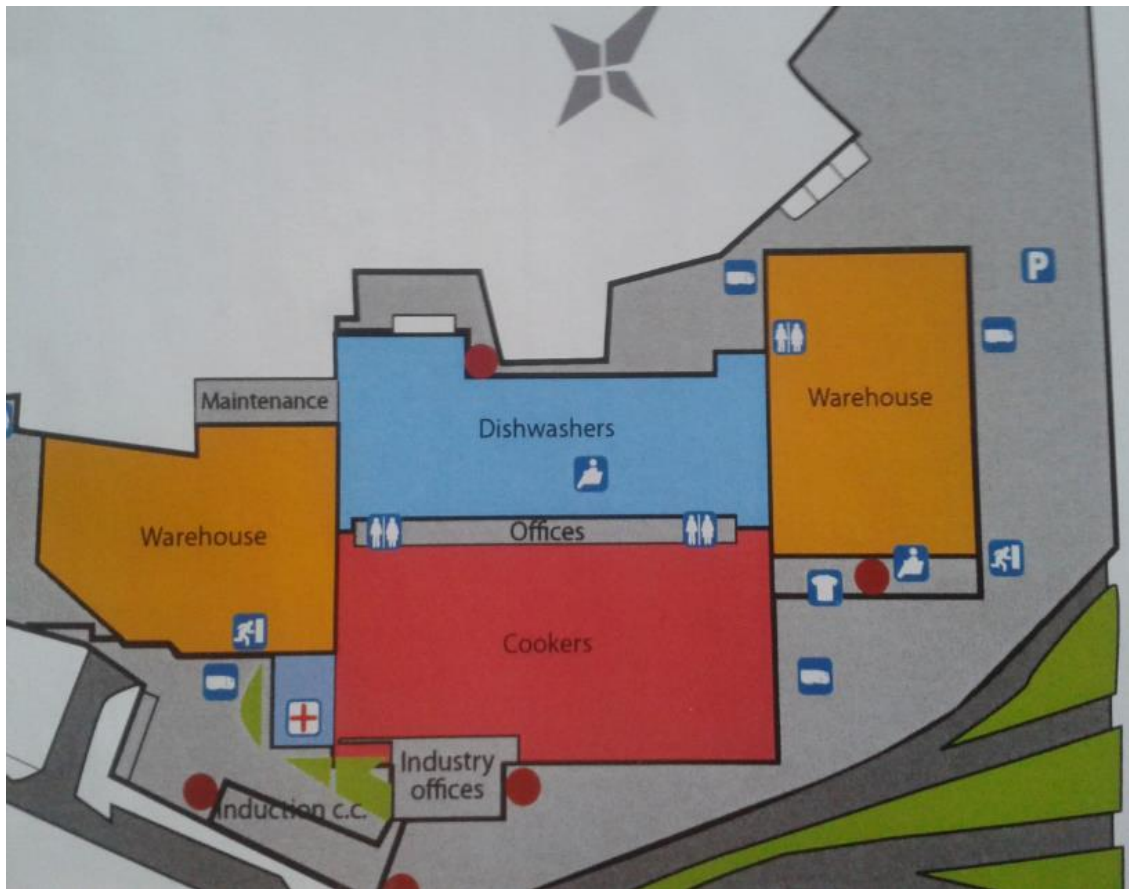 P
Maintenance
Warehouse
Dishwashers
Warehouse
Offices
Cookers
Industry
offices
Induction c.c.